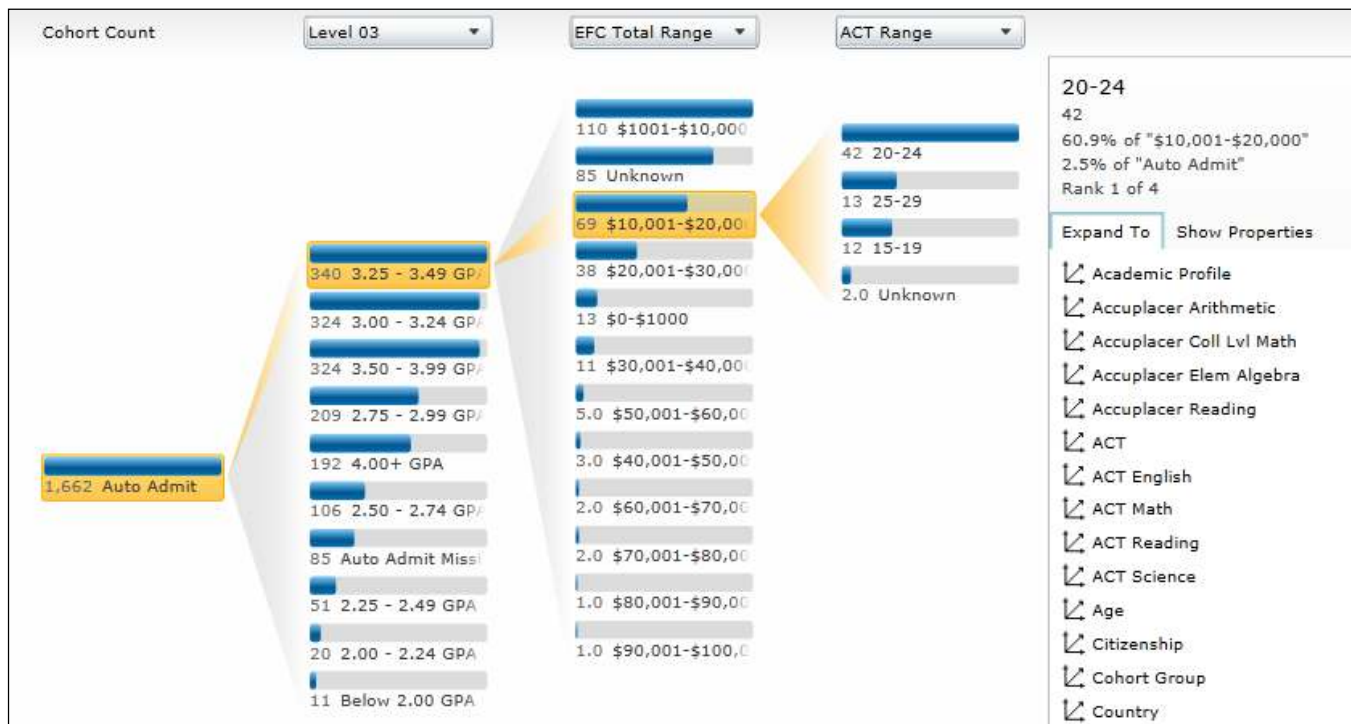 Cohort Count
Level 03
EFC Total Range
ACT Range
1,662 Auto Admit
340 3.25 - 3.49 GPA
324 3.00 - 3.24 GPA
324 3.50 - 3.99 GPA
209 2.75 - 2.99 GPA
192 4.00+ GPA
106 2.50 - 2.74 GPA
85 Auto Admit Missi
51 2.25 - 2.49 GPA
20 2.00 - 2.24 GPA
11 Below 2.00 GPA
110 $1001-$10,000
85 Unknown
69 $10,001-$20,00
38 $20,001-$30,00
13 $0-$1000
11 $30,001-$40,00
5.0 $50,001-$60,00
3.0 $40,001-$50,00
2.0 $60,001-$70,00
2.0 $70,001-$80,00
1.0 $80,001-$90,00
1.0 $90,001-$100,0
42 20-24
13 25-29
12 15-19
2.0 Unknown
20-24
42
60.9% of "$10,001-$20,000"
2.5% of "Auto Admit"
Rank 1 of 4
Expand To
Show Properties
Academic Profile
Accuplacer Arithmetic
Accuplacer Coll Lvl Math
Accuplacer Elem Algebra
Accuplacer Reading
ACT
ACT English
ACT Math
ACT Reading
ACT Science
Age
Citizenship
Cohort Group
Country